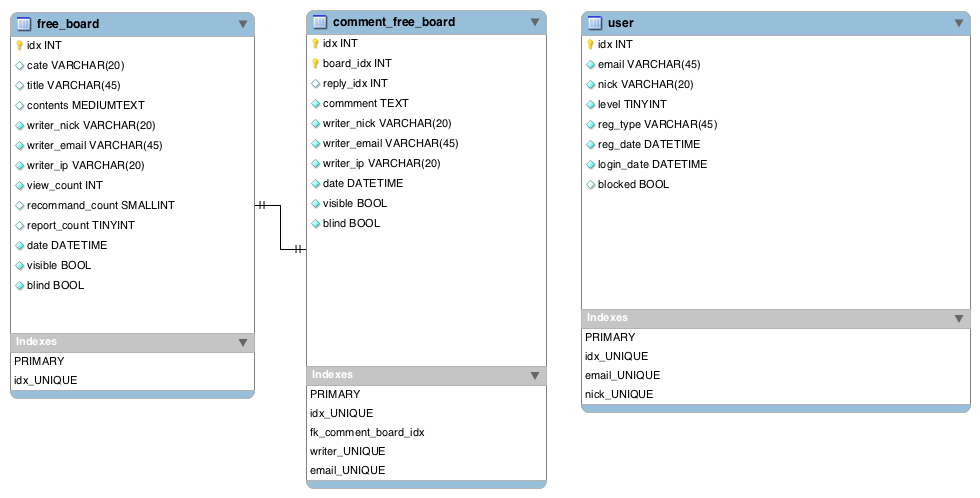 free_board
idx INT
cate VARCHAR(20)
title VARCHAR(45)
contents MEDIUMTEXT
writer_nick VARCHAR(20)
writer_email VARCHAR(45)
writer_ip VARCHAR(20)
view_count INT
recommand_count SMALLINT
report_count TINYINT
date DATETIME
visible BOOL
blind BOOL
Indexes
PRIMARY
idx_UNIQUE
comment_free_board
idx INT
board_idx INT
reply_idx INT
commment TEXT
writer_nick VARCHAR(20)
writer_email VARCHAR(45)
writer_ip VARCHAR(20)
date DATETIME
visible BOOL
blind BOOL
Indexes
PRIMARY
idx_UNIQUE
fk_comment_board_idx
writer_UNIQUE
email_UNIQUE
user
idx INT
email VARCHAR(45)
nick VARCHAR(20)
level TINYINT
reg_type VARCHAR(45)
reg_date DATETIME
login_date DATETIME
blocked BOOL
Indexes
PRIMARY
idx_UNIQUE
email_UNIQUE
nick_UNIQUE